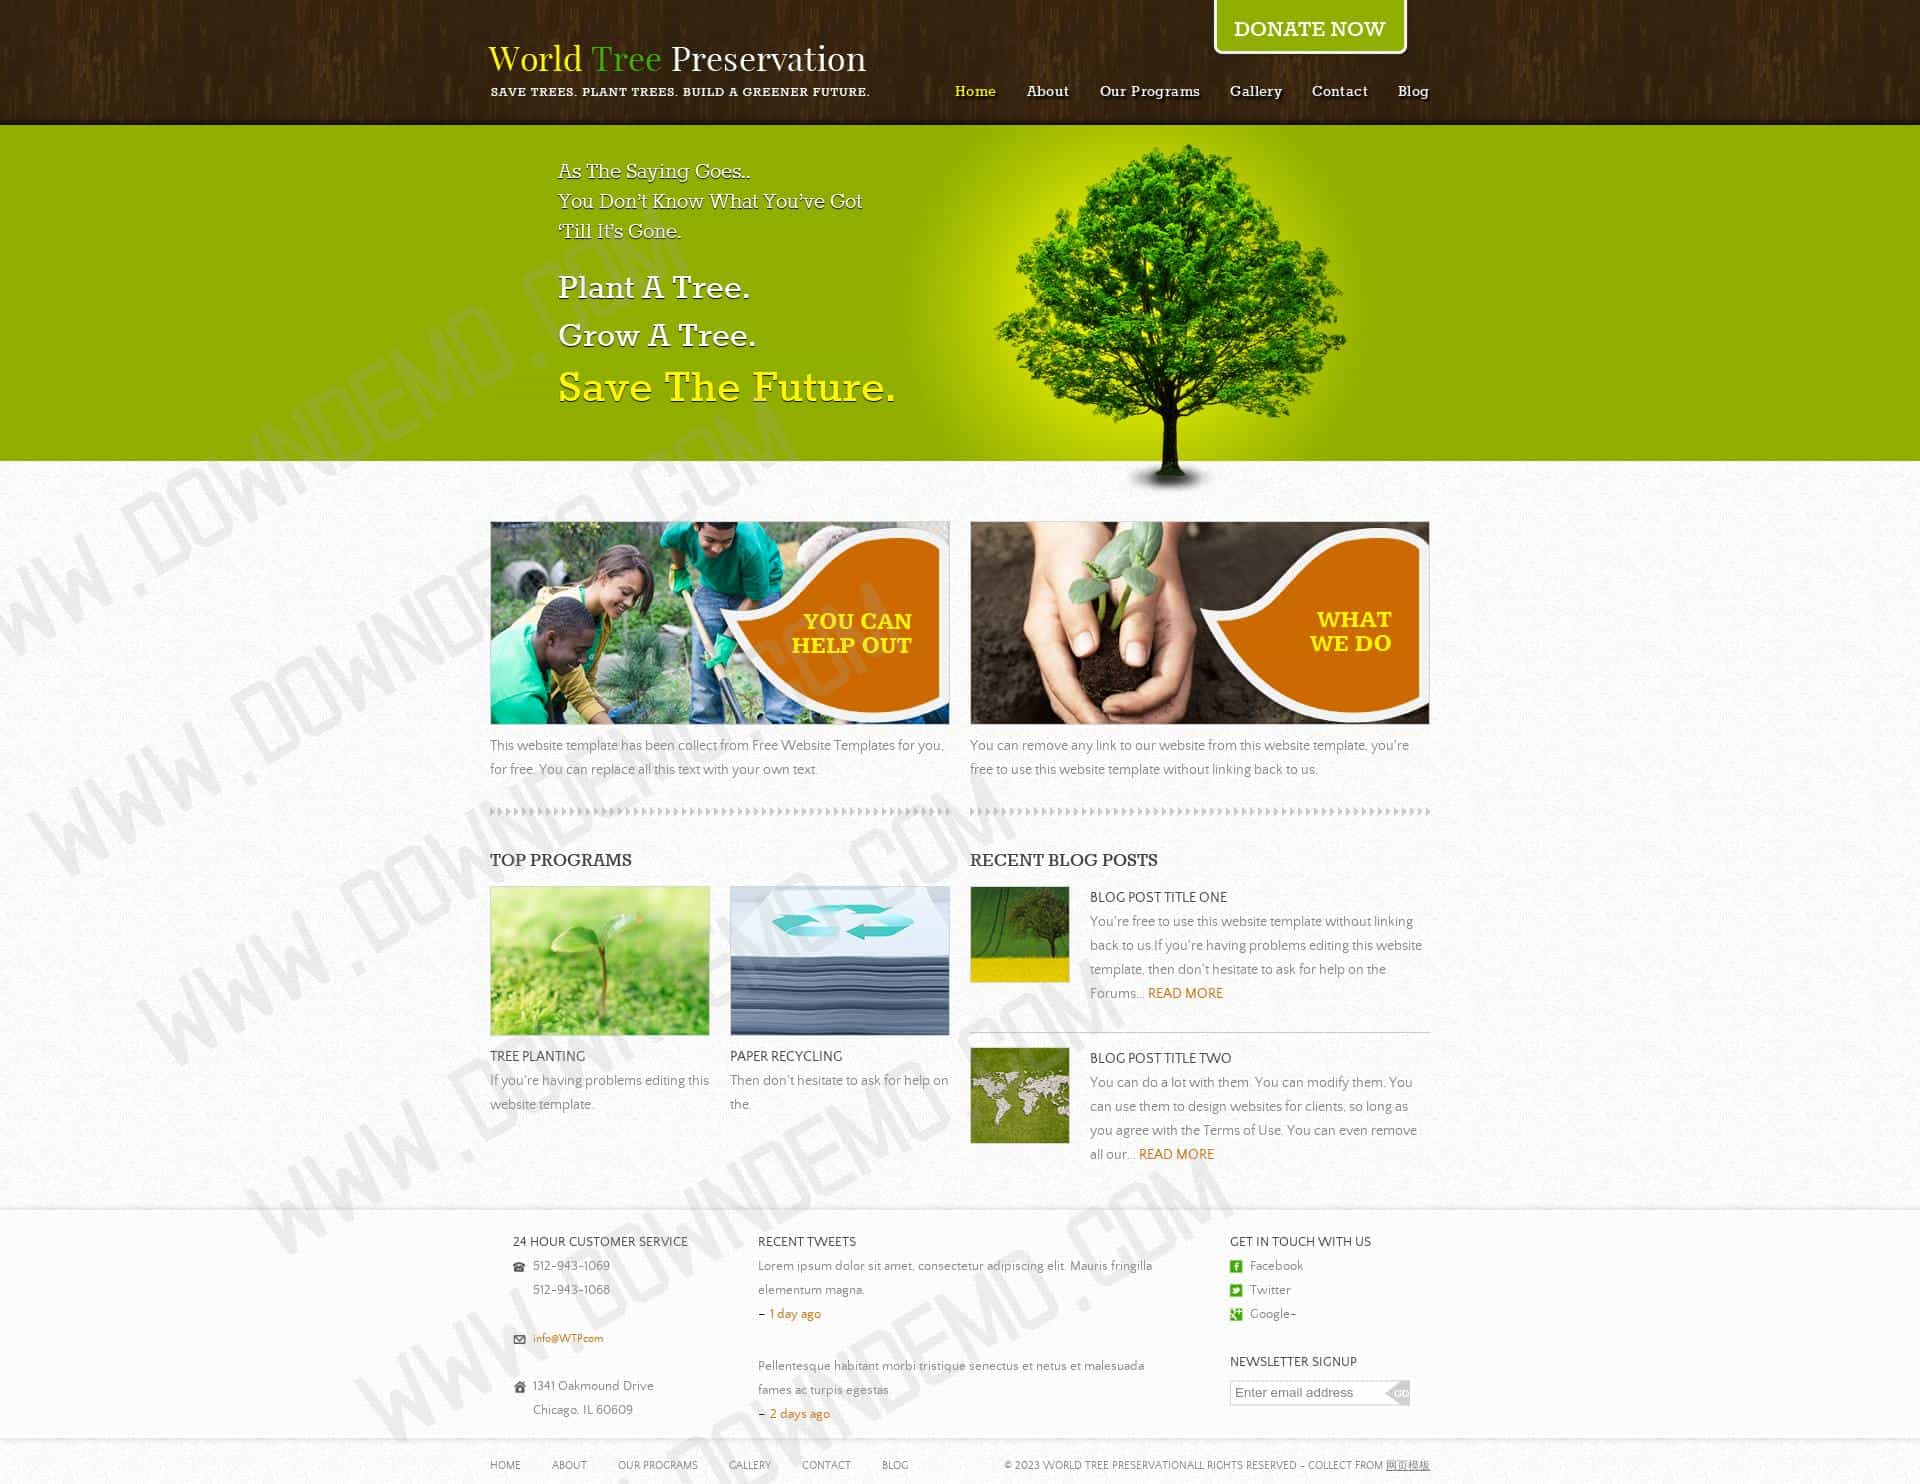 DONATE NOW
World Tree Preservation
SAVE TREES. PLANT TREES. BUILD A GREENER FUTURE.
Home About Our Programs Gallery Contact Blog
As The Saying Goes..
You Don't Know What You've Got
'Till It's Gone.
Plant A Tree.
Grow A Tree.
Save The Future.
YOU CAN
HELP OUT
WHAT
WE DO
This website template has been collect from Free Website Templates for you,
for free. You can replace all this text with your own text.
You can remove any link to our website from this website template, you're
free to use this website template without linking back to us.
TOP PROGRAMS
TREE PLANTING
If you're having problems editing this
website template.
PAPER RECYCLING
Then don't hesitate to ask for help on
the.
RECENT BLOG POSTS
BLOG POST TITLE ONE
You're free to use this website template without linking
back to us.If you're having problems editing this website
template, then don't hesitate to ask for help on the
Forums... READ MORE
BLOG POST TITLE TWO
You can do a lot with them. You can modify them. You
can use them to design websites for clients, so long as
you agree with the Terms of Use. You can even remove
all our... READ MORE
24 HOUR CUSTOMER SERVICE
512-943-1069
512-943-1068
info@WTP.com
1341 Oakmound Drive
Chicago, IL 60609
RECENT TWEETS
Lorem ipsum dolor sit amet, consectetur adipiscing elit. Mauris fringilla
elementum magna.
- 1 day ago
Pellentesque habitant morbi tristique senectus et netus et malesuada
fames ac turpis egestas.
- 2 days ago
GET IN TOUCH WITH US
Facebook
Twitter
Google+
NEWSLETTER SIGNUP
Enter email address GO
HOME ABOUT OUR PROGRAMS GALLERY CONTACT BLOG
© 2023 WORLD TREE PRESERVATIONALL RIGHTS RESERVED - COLLECT FROM 网页模板
WWW.DOWNDEMO.COM
WWW.DOWNDEMO.COM
WWW.DOWNDEMO.COM
WWW.DOWNDEMO.COM
WWW.DOWNDEMO.COM
DOWNDEMO.COM